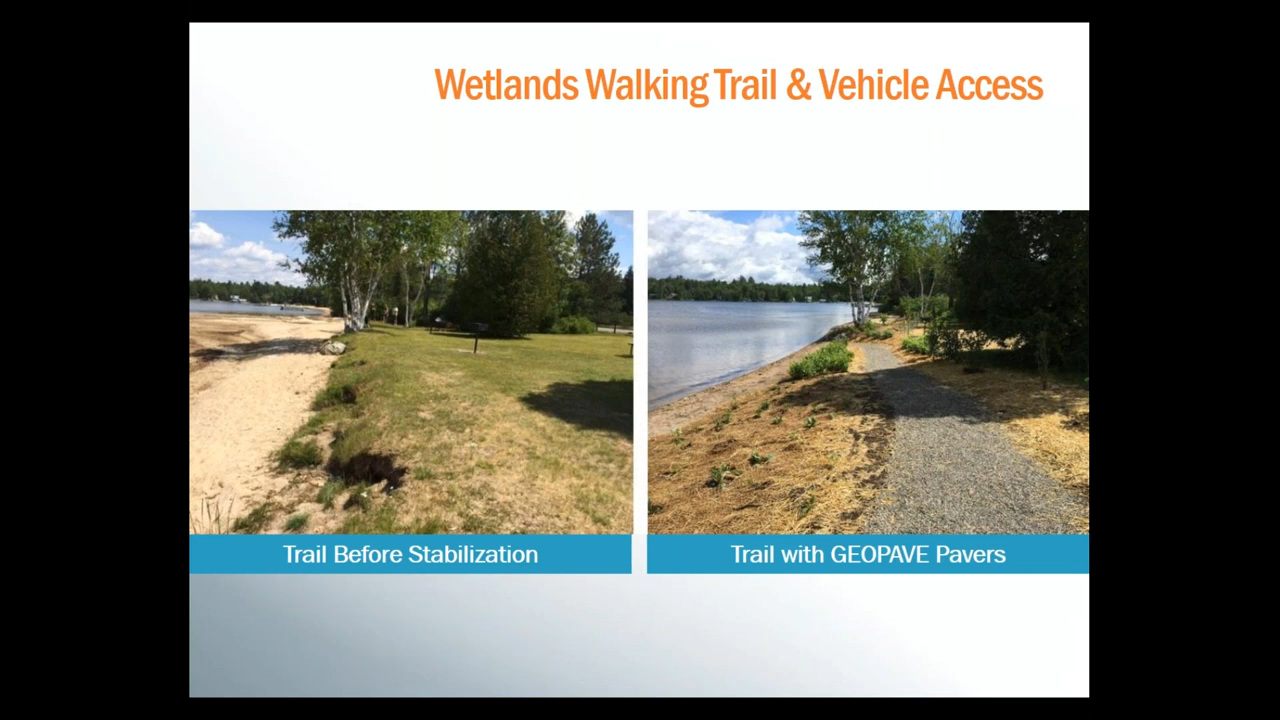 Wetlands Walking Trail & Vehicle Access
Trail Before Stabilization
Trail with GEOPAVE Pavers